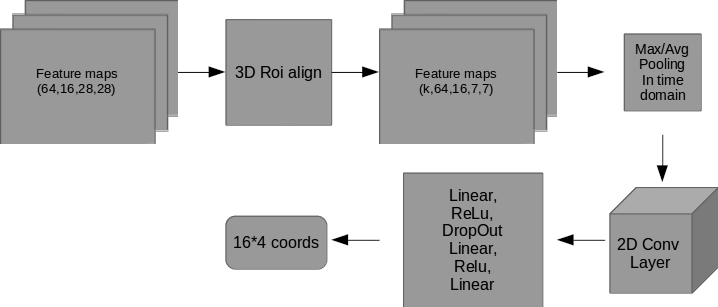 Feature maps
(64,16,28,28)
3D Roi align
Feature maps
(k,64,16,7,7)
Max/Avg
Pooling
In time
domain
2D Conv
Layer
Linear,
ReLu,
DropOut
Linear,
Relu,
Linear
16*4 coords